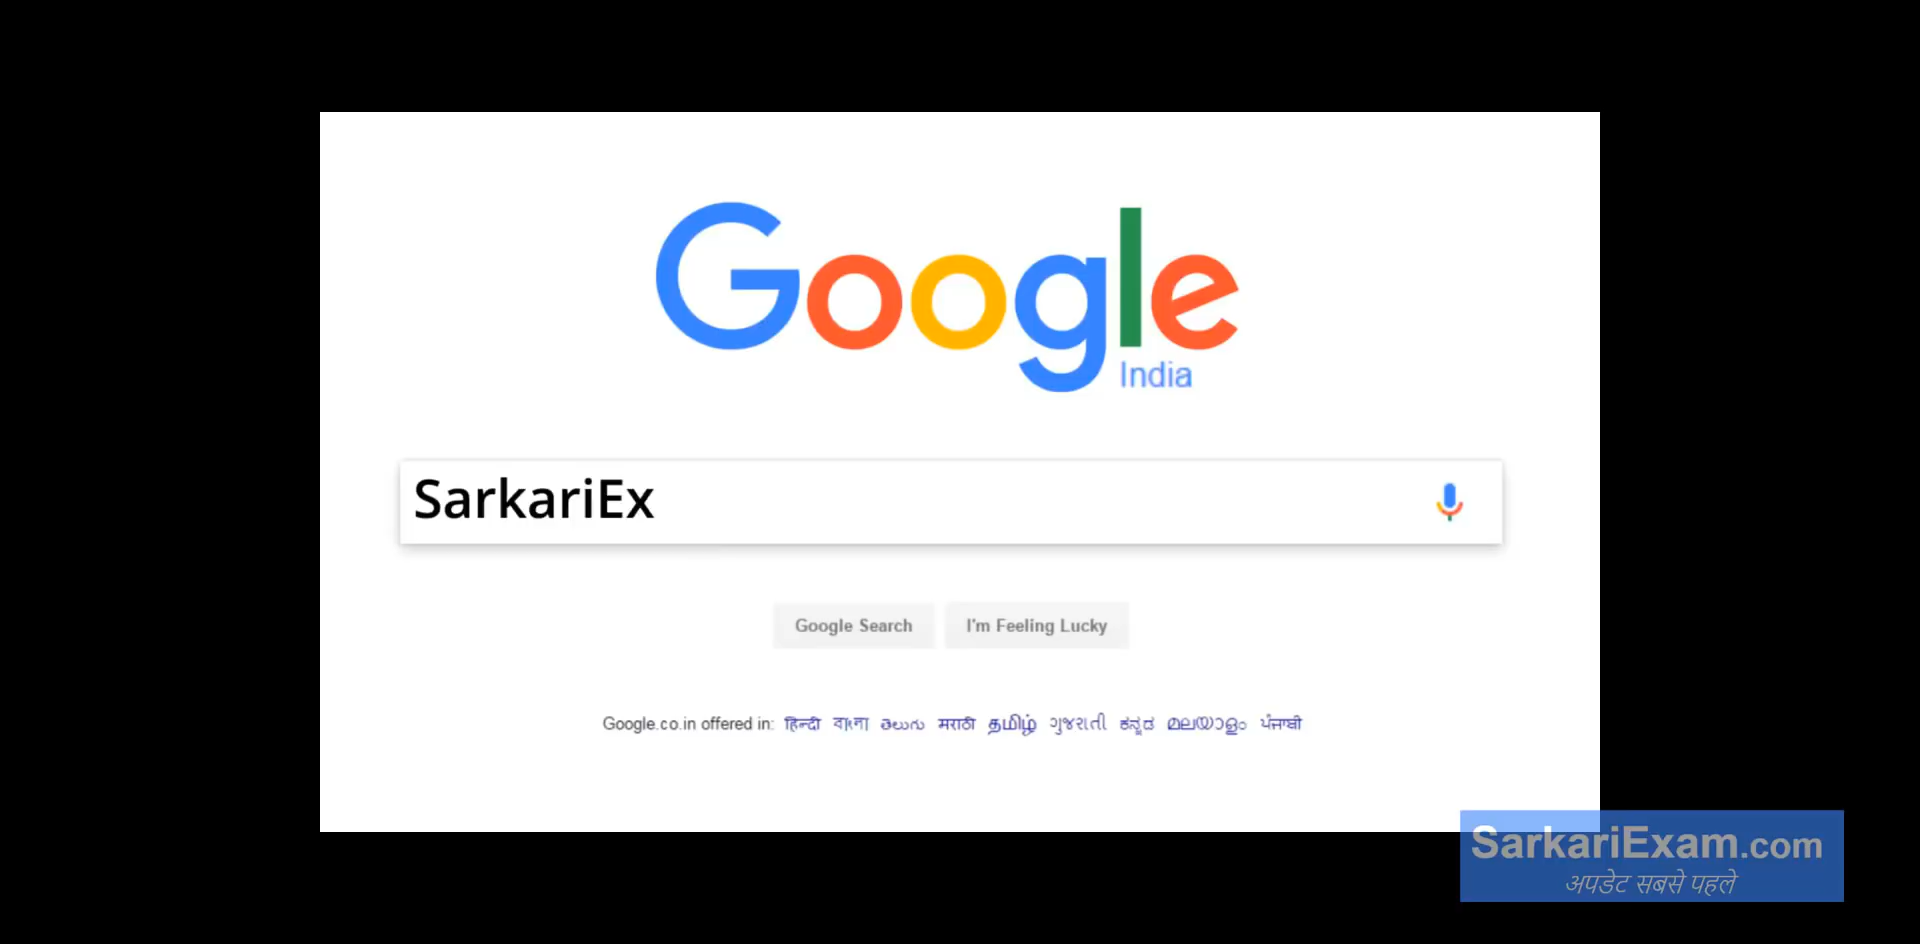 Google
India
SarkariEx
Google Search I'm Feeling Lucky
Google.co.in offered in: हिन्दी বাংলা తెలుగు मराठी தமிழ் ગુજરાતી ಕನ್ನಡ മലയാളം ਪੰਜਾਬੀ
SarkariExam.com
अपडेट सबसे पहले